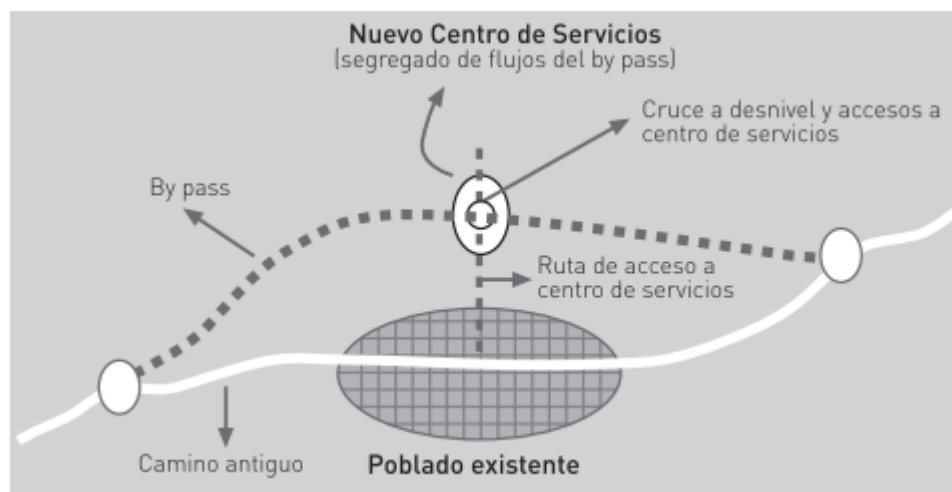 Nuevo Centro de Servicios
(segregado de flujos del by pass)
Cruce a desnivel y accesos a
centro de servicios
By pass
Ruta de acceso a
centro de servicios
Camino antiguo
Poblado existente